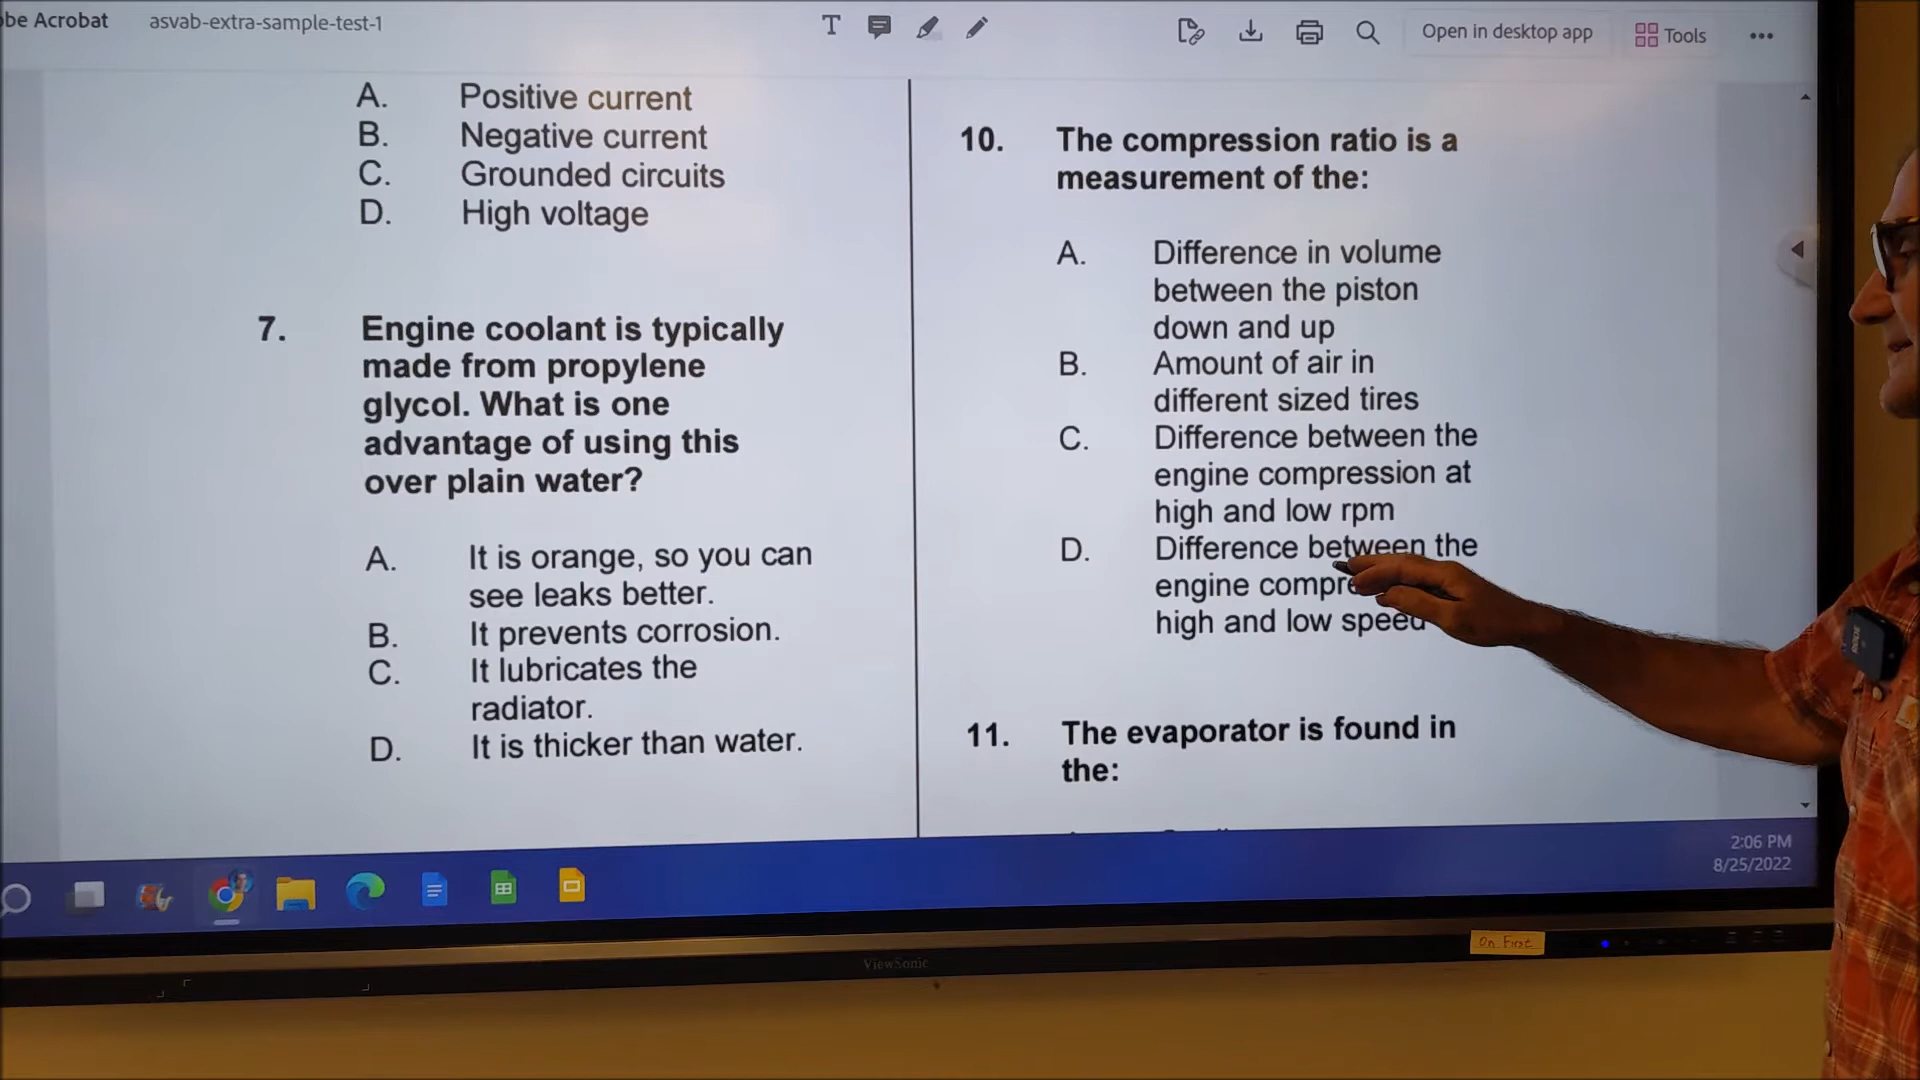 be Acrobat
asvab-extra-sample-test-1
T
Open in desktop app
Tools
A. Positive current
B. Negative current
C. Grounded circuits
D. High voltage
7. Engine coolant is typically
made from propylene
glycol. What is one
advantage of using this
over plain water?
A. It is orange, so you can
see leaks better.
B. It prevents corrosion.
C. It lubricates the
radiator.
D. It is thicker than water.
10. The compression ratio is a
measurement of the:
A. Difference in volume
between the piston
down and up
B. Amount of air in
different sized tires
C. Difference between the
engine compression at
high and low rpm
D. Difference between the
engine compre
high and low speed
11. The evaporator is found in
the:
2:06 PM
8/25/2022
On First
ViewSonic
RODE